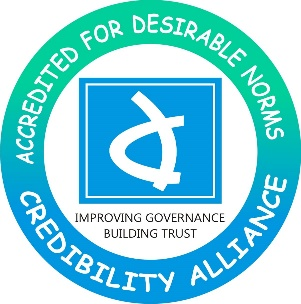 ACCREDITED FOR DESIRABLE NORMS
IMPROVING GOVERNANCE
BUILDING TRUST
CREDIBILITY ALLIANCE